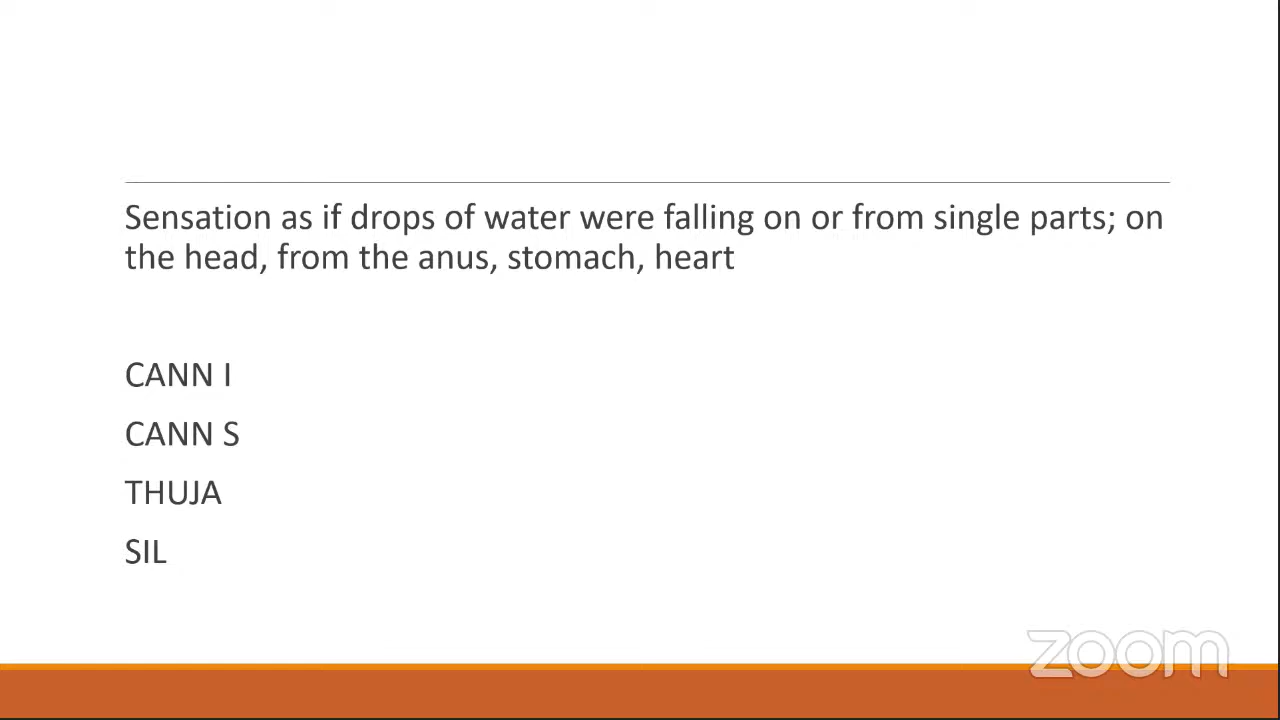 Sensation as if drops of water were falling on or from single parts; on
the head, from the anus, stomach, heart
CANN I
CANN S
THUJA
SIL
zoom